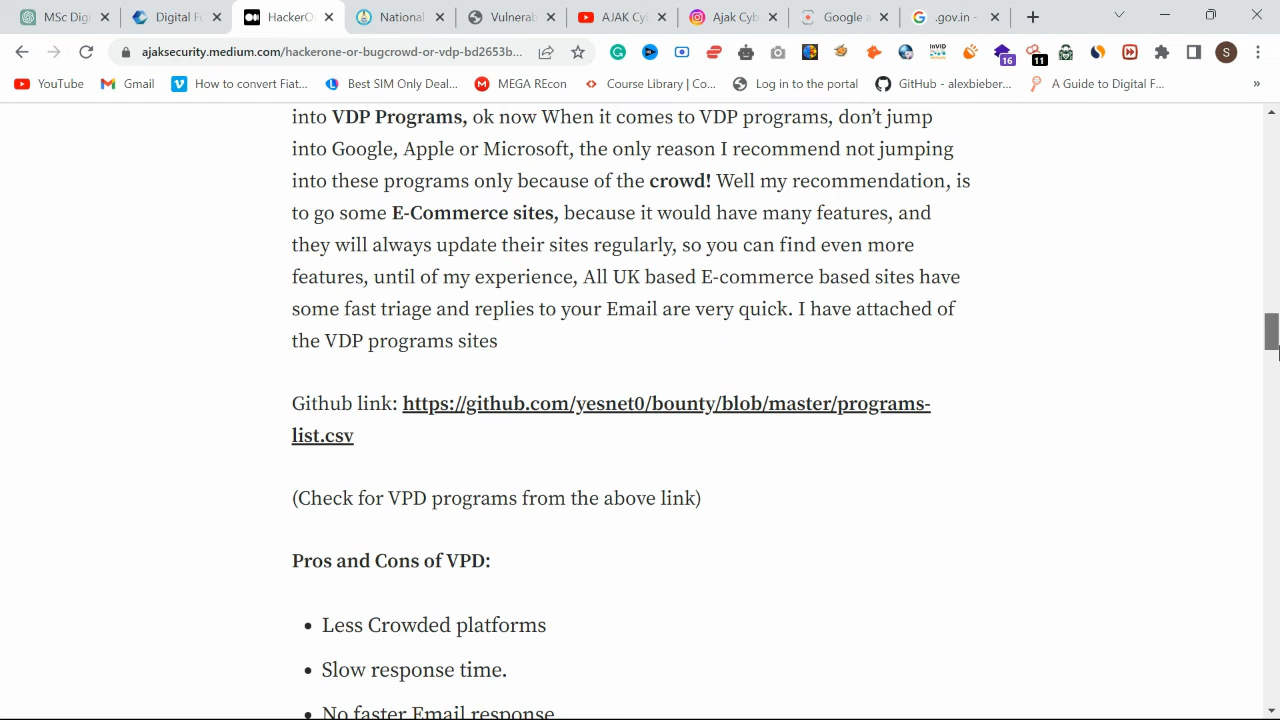 MSc Dig
Digital Fo
HackerO
National
Vulnerab
AJAK Cyb
Ajak Cyb
Google a
.gov.in -
ajaksecurity.medium.com/hackerone-or-bugcrowd-or-vdp-bd2653b...
16
11
S
YouTube
Gmail
How to convert Fiat...
Best SIM Only Deal...
MEGA REcon
Course Library | Co...
Log in to the portal
GitHub - alexbieber...
A Guide to Digital F...
»
into VDP Programs, ok now When it comes to VDP programs, don’t jump
into Google, Apple or Microsoft, the only reason I recommend not jumping
into these programs only because of the crowd! Well my recommendation, is
to go some E-Commerce sites, because it would have many features, and
they will always update their sites regularly, so you can find even more
features, until of my experience, All UK based E-commerce based sites have
some fast triage and replies to your Email are very quick. I have attached of
the VDP programs sites
Github link: https://github.com/yesnet0/bounty/blob/master/programs-
list.csv
(Check for VPD programs from the above link)
Pros and Cons of VPD:
• Less Crowded platforms
• Slow response time.
• No faster Email response